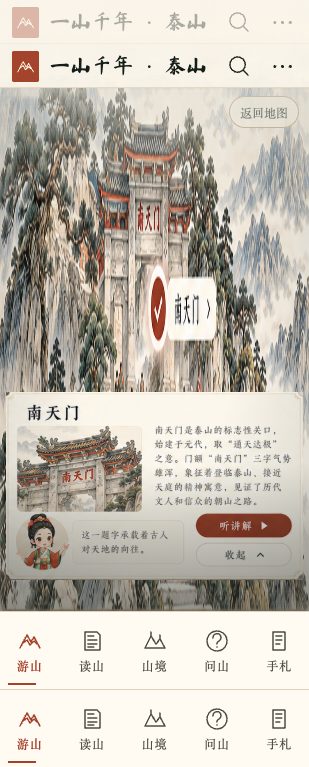 一山千年 · 泰山
一山千年 · 泰山
返回地图
南天门
南天门
南天门
南天门是泰山的标志性关口，
始建于元代，取“通天达极”
之意。门额“南天门”三字气势
雄浑，象征着登临泰山、接近
天庭的精神寓意，见证了历代
文人和信众的朝山之路。
南天门
这一题字承载着古人
对天地的向往。
听讲解
收起
游山 读山 山境 问山 手札
游山 读山 山境 问山 手札